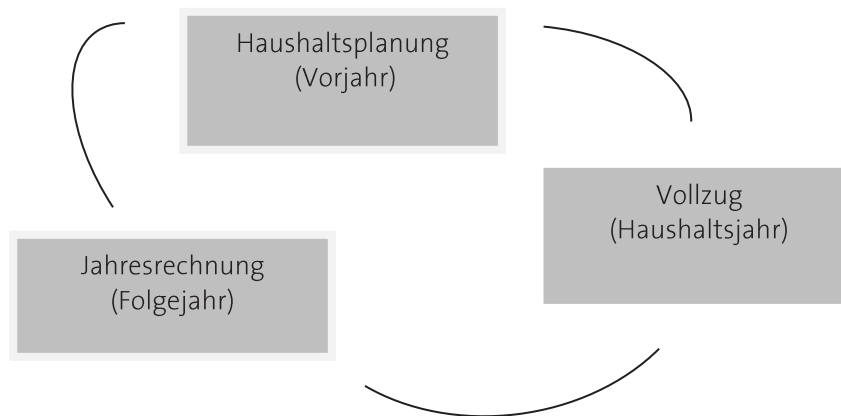 Haushaltsplanung
(Vorjahr)
Vollzug
(Haushaltsjahr)
Jahresrechnung
(Folgejahr)